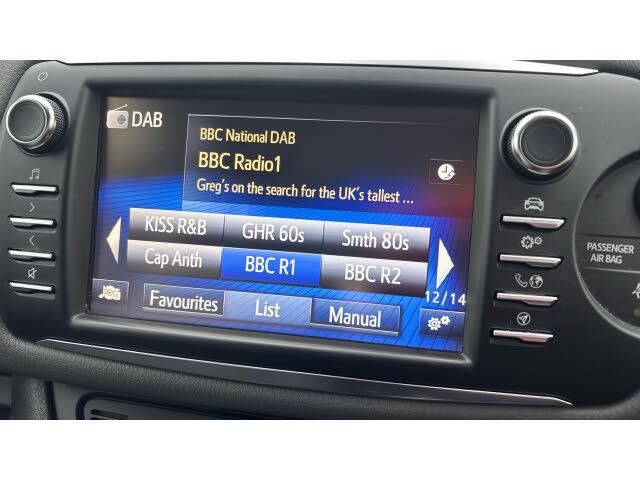 DAB
BBC National DAB
BBC Radio1
Greg's on the search for the UK's tallest ...
KISS R&B GHR 60s Smth 80s
Cap Anth BBC R1 BBC R2
12/14
Favourites List Manual
PASSENGER
AIR BAG